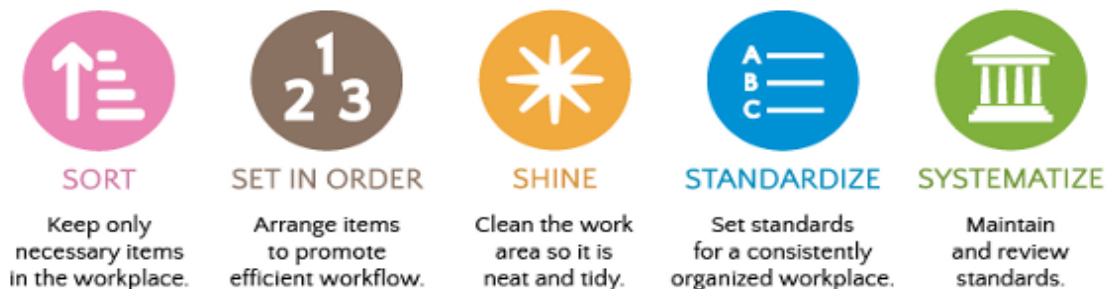 1
2 3
A
B
C
SORT
SET IN ORDER
SHINE
STANDARDIZE
SYSTEMATIZE
Keep only
necessary items
in the workplace.
Arrange items
to promote
efficient workflow.
Clean the work
area so it is
neat and tidy.
Set standards
for a consistently
organized workplace.
Maintain
and review
standards.